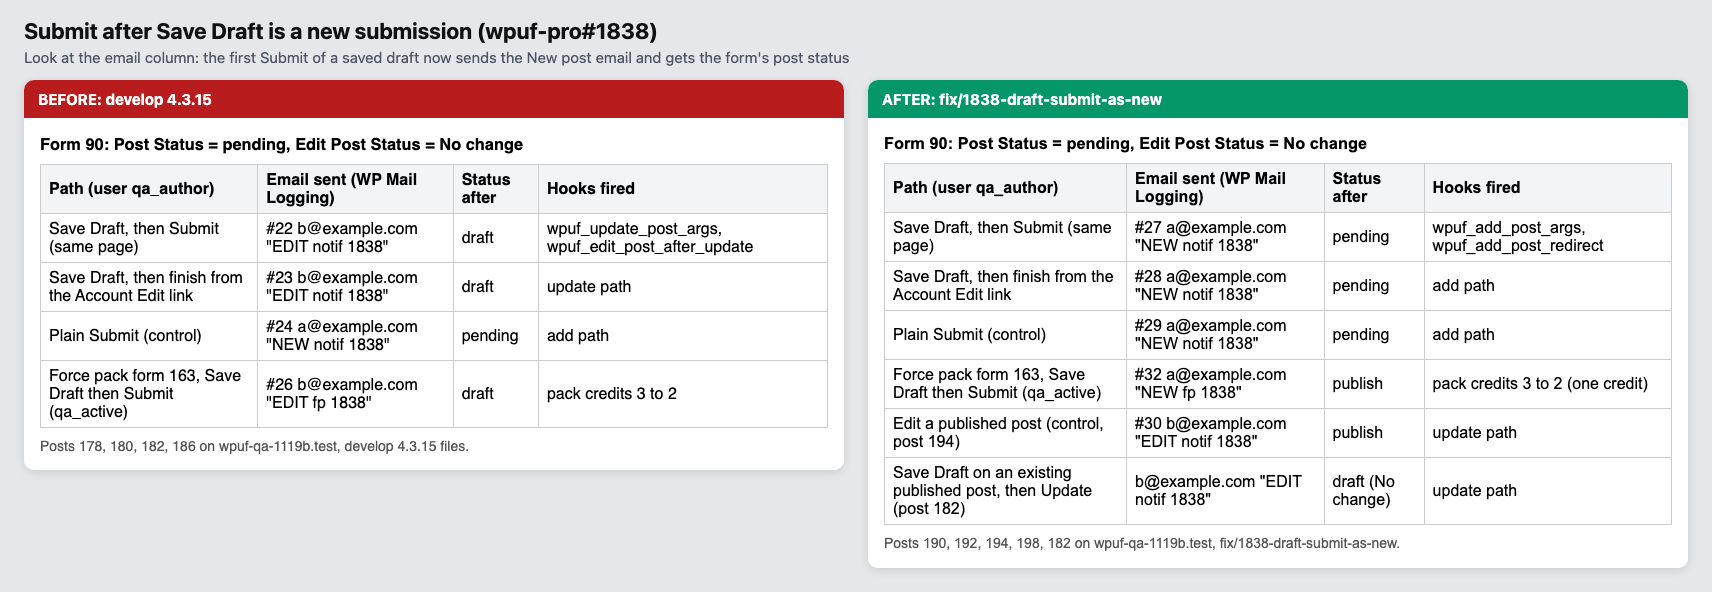 Submit after Save Draft is a new submission (wpuf-pro#1838)
Look at the email column: the first Submit of a saved draft now sends the New post email and gets the form's post status
BEFORE: develop 4.3.15
Form 90: Post Status = pending, Edit Post Status = No change
Path (user qa_author)
Email sent (WP Mail
Logging)
Status
after
Hooks fired
Save Draft, then Submit
(same page)
#22 b@example.com
"EDIT notif 1838"
draft
wpuf_update_post_args,
wpuf_edit_post_after_update
Save Draft, then finish from
the Account Edit link
#23 b@example.com
"EDIT notif 1838"
draft
update path
Plain Submit (control)
#24 a@example.com
"NEW notif 1838"
pending
add path
Force pack form 163, Save
Draft then Submit
(qa_active)
#26 b@example.com
"EDIT fp 1838"
draft
pack credits 3 to 2
Posts 178, 180, 182, 186 on wpuf-qa-1119b.test, develop 4.3.15 files.
AFTER: fix/1838-draft-submit-as-new
Form 90: Post Status = pending, Edit Post Status = No change
Path (user qa_author)
Email sent (WP Mail
Logging)
Status
after
Hooks fired
Save Draft, then Submit (same
page)
#27 a@example.com
"NEW notif 1838"
pending
wpuf_add_post_args,
wpuf_add_post_redirect
Save Draft, then finish from the
Account Edit link
#28 a@example.com
"NEW notif 1838"
pending
add path
Plain Submit (control)
#29 a@example.com
"NEW notif 1838"
pending
add path
Force pack form 163, Save
Draft then Submit (qa_active)
#32 a@example.com
"NEW fp 1838"
publish
pack credits 3 to 2 (one credit)
Edit a published post (control,
post 194)
#30 b@example.com
"EDIT notif 1838"
publish
update path
Save Draft on an existing
published post, then Update
(post 182)
b@example.com "EDIT
notif 1838"
draft (No
change)
update path
Posts 190, 192, 194, 198, 182 on wpuf-qa-1119b.test, fix/1838-draft-submit-as-new.